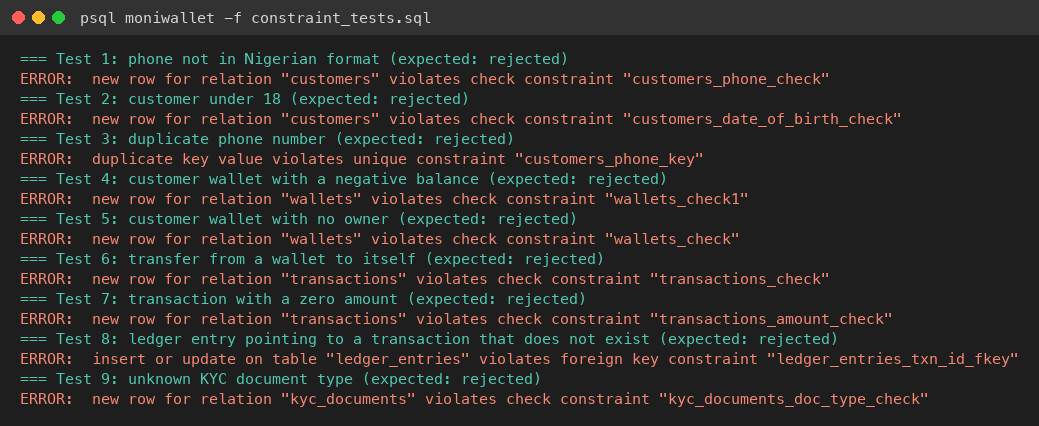 psql moniwallet −f constraint_tests.sql
=== Test 1: phone not in Nigerian format (expected: rejected)
ERROR:  new row for relation "customers" violates check constraint "customers_phone_check"
=== Test 2: customer under 18 (expected: rejected)
ERROR:  new row for relation "customers" violates check constraint "customers_date_of_birth_check"
=== Test 3: duplicate phone number (expected: rejected)
ERROR:  duplicate key value violates unique constraint "customers_phone_key"
=== Test 4: customer wallet with a negative balance (expected: rejected)
ERROR:  new row for relation "wallets" violates check constraint "wallets_check1"
=== Test 5: customer wallet with no owner (expected: rejected)
ERROR:  new row for relation "wallets" violates check constraint "wallets_check"
=== Test 6: transfer from a wallet to itself (expected: rejected)
ERROR:  new row for relation "transactions" violates check constraint "transactions_check"
=== Test 7: transaction with a zero amount (expected: rejected)
ERROR:  new row for relation "transactions" violates check constraint "transactions_amount_check"
=== Test 8: ledger entry pointing to a transaction that does not exist (expected: rejected)
ERROR:  insert or update on table "ledger_entries" violates foreign key constraint "ledger_entries_txn_id_fkey"
=== Test 9: unknown KYC document type (expected: rejected)
ERROR:  new row for relation "kyc_documents" violates check constraint "kyc_documents_doc_type_check"